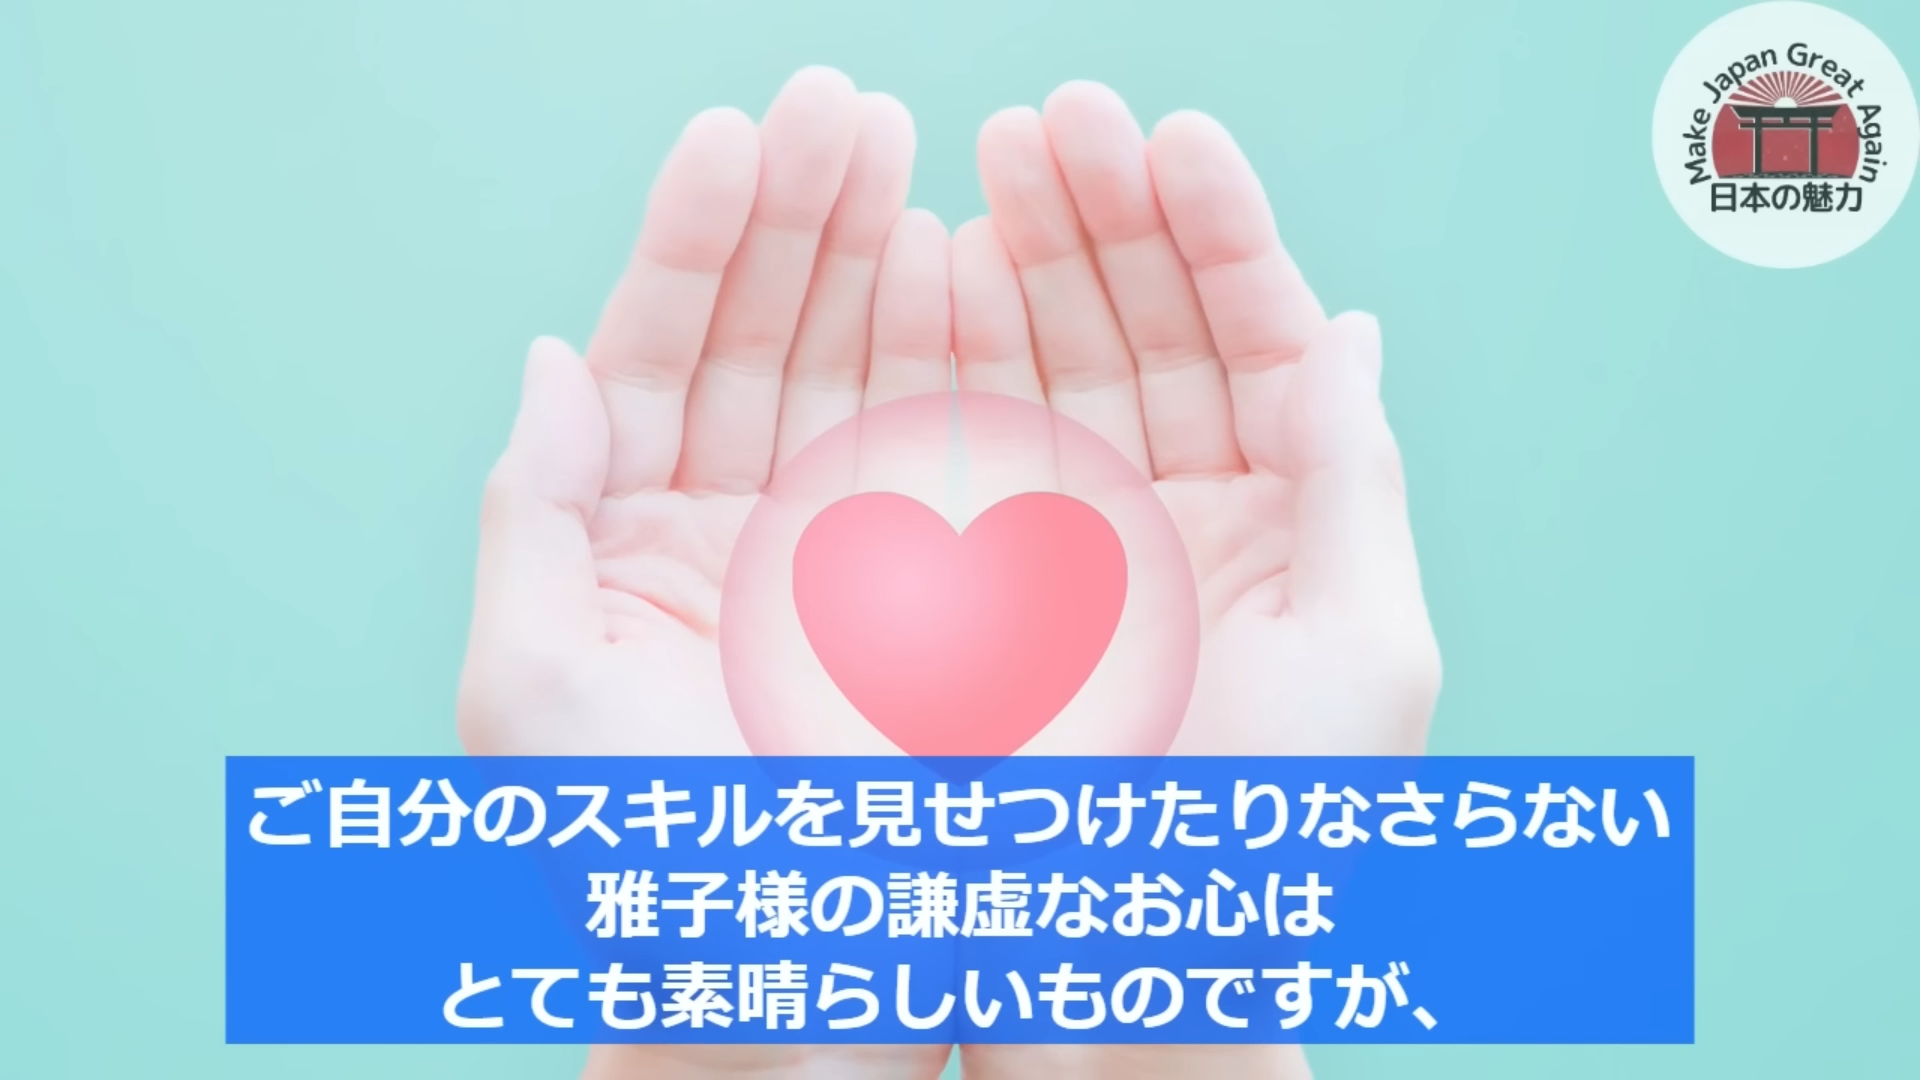 Make Japan Great Again
日本の魅力
ご自分のスキルを見せつけたりなさらない
雅子様の謙虚なお心は
とても素晴らしいものですが、